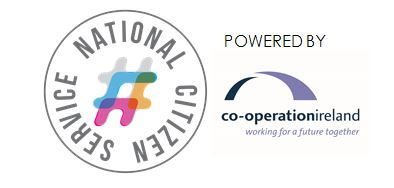 NATIONAL CITIZEN SERVICE
POWERED BY
co-operationireland
working for a future together